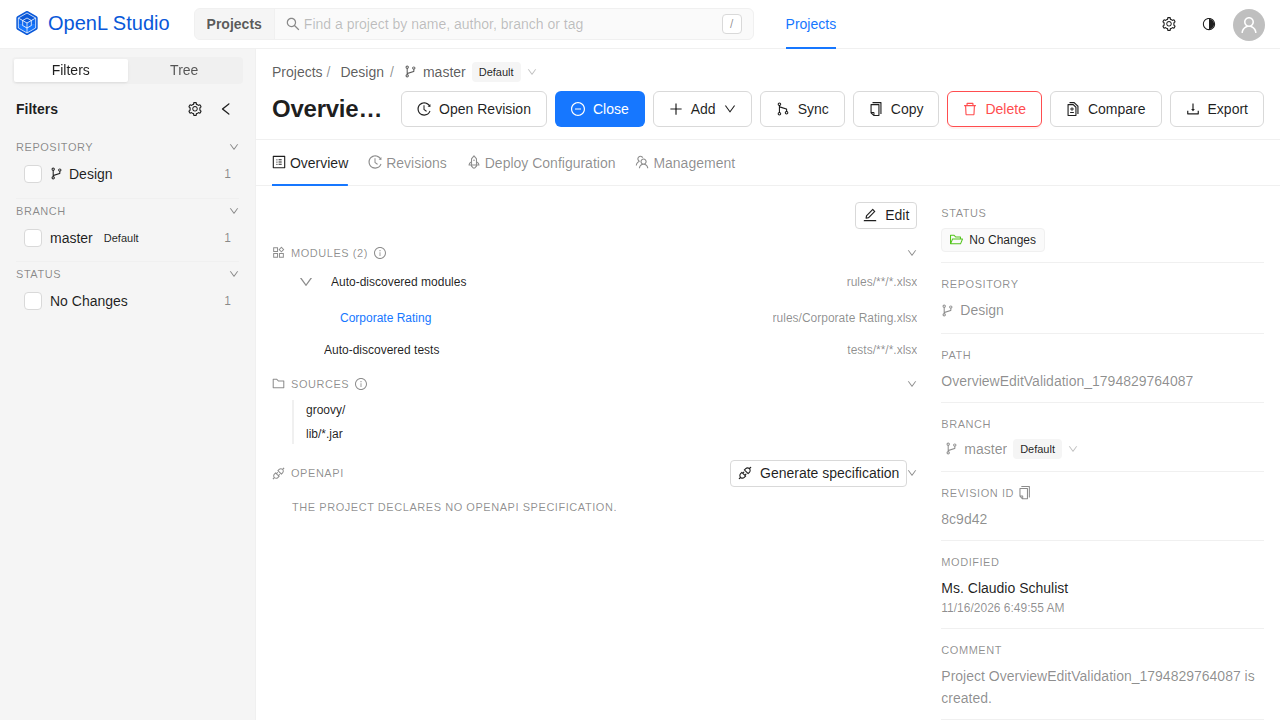 OpenL Studio
Projects
Find a project by name, author, branch or tag
/
Projects
Filters
Tree
Filters
REPOSITORY
Design
1
BRANCH
master Default
1
STATUS
No Changes
1
Projects / Design / master Default
Overvie...
Open Revision
Close
Add
Sync
Copy
Delete
Compare
Export
Overview
Revisions
Deploy Configuration
Management
Edit
MODULES (2)
Auto-discovered modules
rules/**/*.xlsx
Corporate Rating
rules/Corporate Rating.xlsx
Auto-discovered tests
tests/**/*.xlsx
SOURCES
groovy/
lib/*.jar
OPENAPI
Generate specification
THE PROJECT DECLARES NO OPENAPI SPECIFICATION.
STATUS
No Changes
REPOSITORY
Design
PATH
OverviewEditValidation_1794829764087
BRANCH
master Default
REVISION ID
8c9d42
MODIFIED
Ms. Claudio Schulist
11/16/2026 6:49:55 AM
COMMENT
Project OverviewEditValidation_1794829764087 is
created.